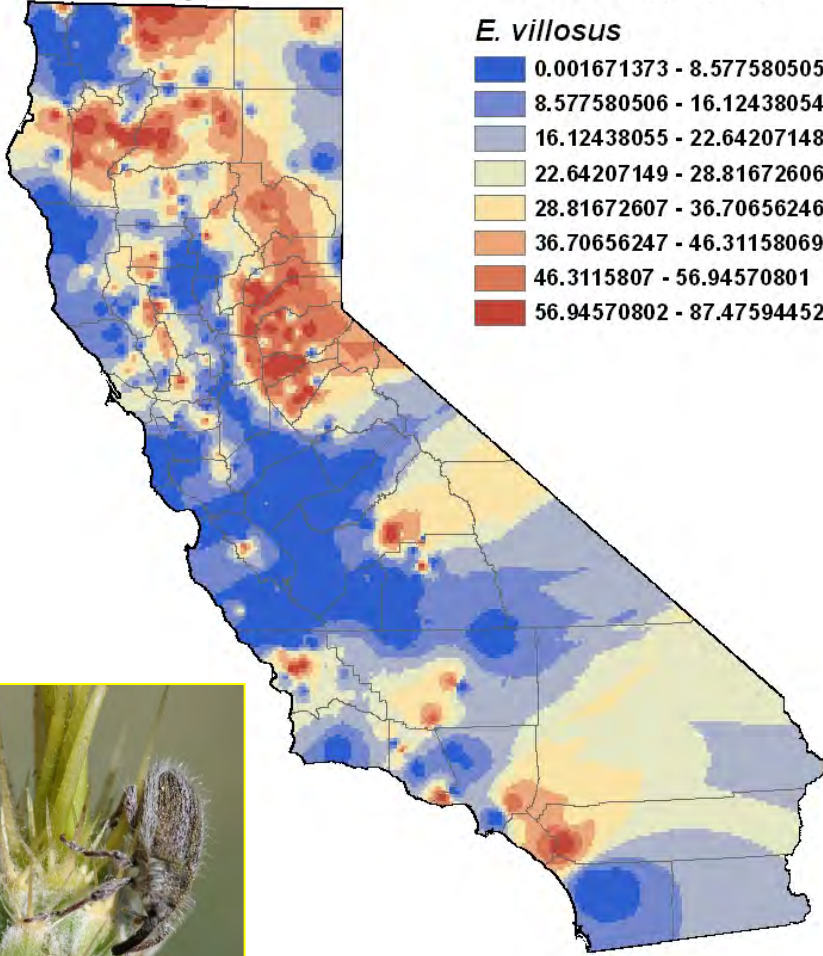 E. villosus
0.001671373 - 8.577580505
8.577580506 - 16.12438054
16.12438055 - 22.64207148
22.64207149 - 28.81672606
28.81672607 - 36.70656246
36.70656247 - 46.31158069
46.3115807 - 56.94570801
56.94570802 - 87.47594452